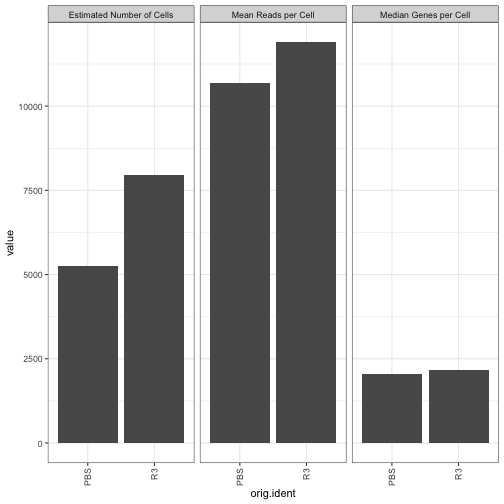 Estimated Number of Cells
Mean Reads per Cell
Median Genes per Cell
value
10000
7500
5000
2500
0
PBS
R3
PBS
R3
PBS
R3
orig.ident